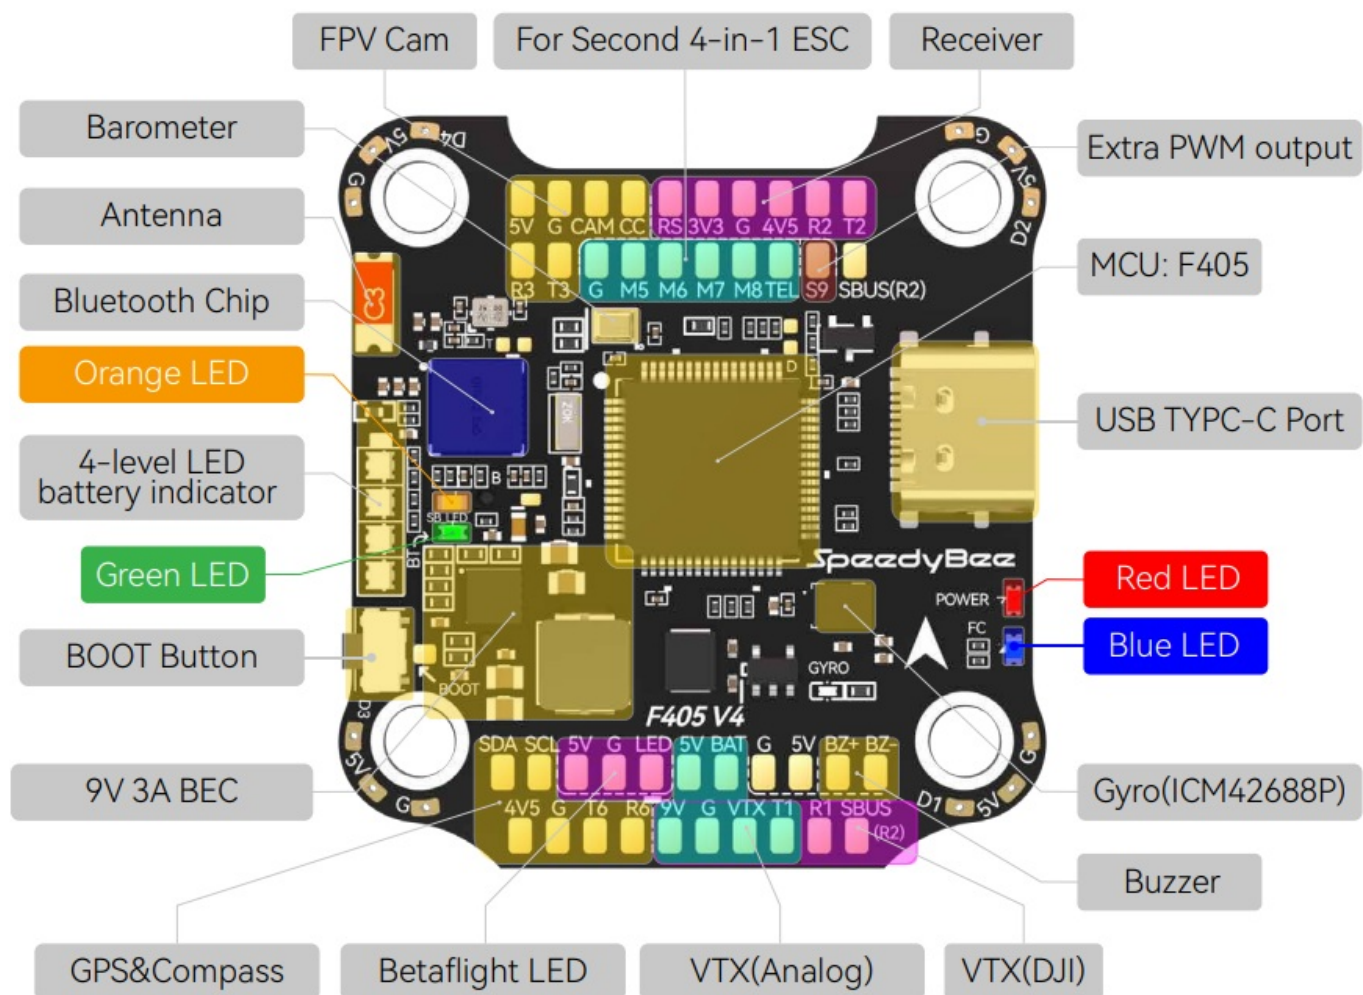 FPV Cam
For Second 4-in-1 ESC
Receiver
Barometer
Extra PWM output
Antenna
MCU: F405
Bluetooth Chip
Orange LED
USB TYPC-C Port
4-level LED
battery indicator
Green LED
Red LED
BOOT Button
Blue LED
9V 3A BEC
Gyro(ICM42688P)
Buzzer
GPS&Compass
Betaflight LED
VTX(Analog)
VTX(DJI)
G 5V D4
G 5V D2
5V G CAM CC RS 3V3 G 4V5 R2 T2
R3 T3 G M5 M6 M7 M8 TEL S9 SBUS(R2)
T
D
20K
B
SB LED
BT
SpeedyBee
POWER
FC
BOOT
GYRO
F405 V4
D3 5V G
SDA SCL 5V G LED 5V BAT G 5V BZ+ BZ-
4V5 G T6 R6 9V G VTX T1 R1 SBUS
(R2)
D1 5V G